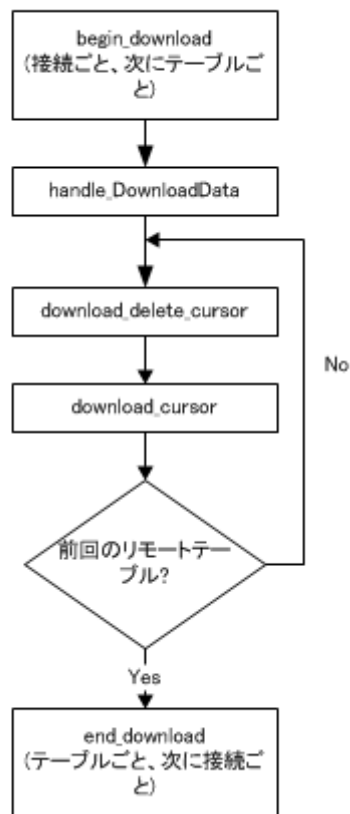 begin_download
(接続ごと、次にテーブルご
と)
handle_DownloadData
download_delete_cursor
No
download_cursor
前回のリモートテー
ブル?
Yes
end_download
(テーブルごと、次に接続ご
と)